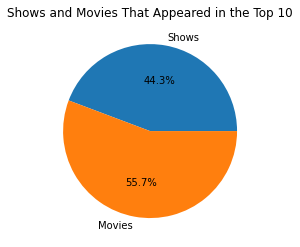 Shows and Movies That Appeared in the Top 10
Shows
44.3%
55.7%
Movies